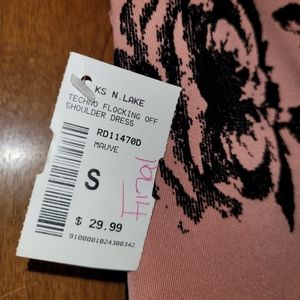 KS N.LAKE
TECHNO FLOCKING OFF
SHOULDER DRESS
RD11470D
MAUVE
S
$ 29.99
Final
9100001024300342